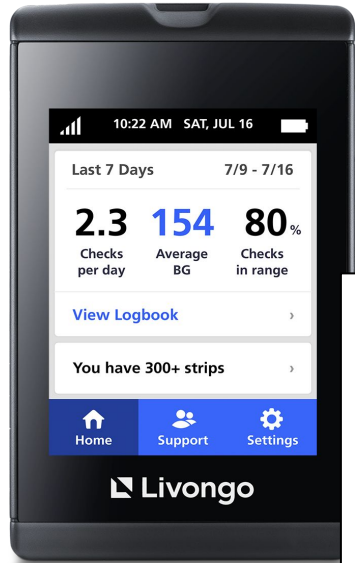 10:22 AM SAT, JUL 16
Last 7 Days 7/9 - 7/16
2.3 154 80%
Checks per day Average BG Checks in range
View Logbook ›
You have 300+ strips ›
Home Support Settings
Livongo